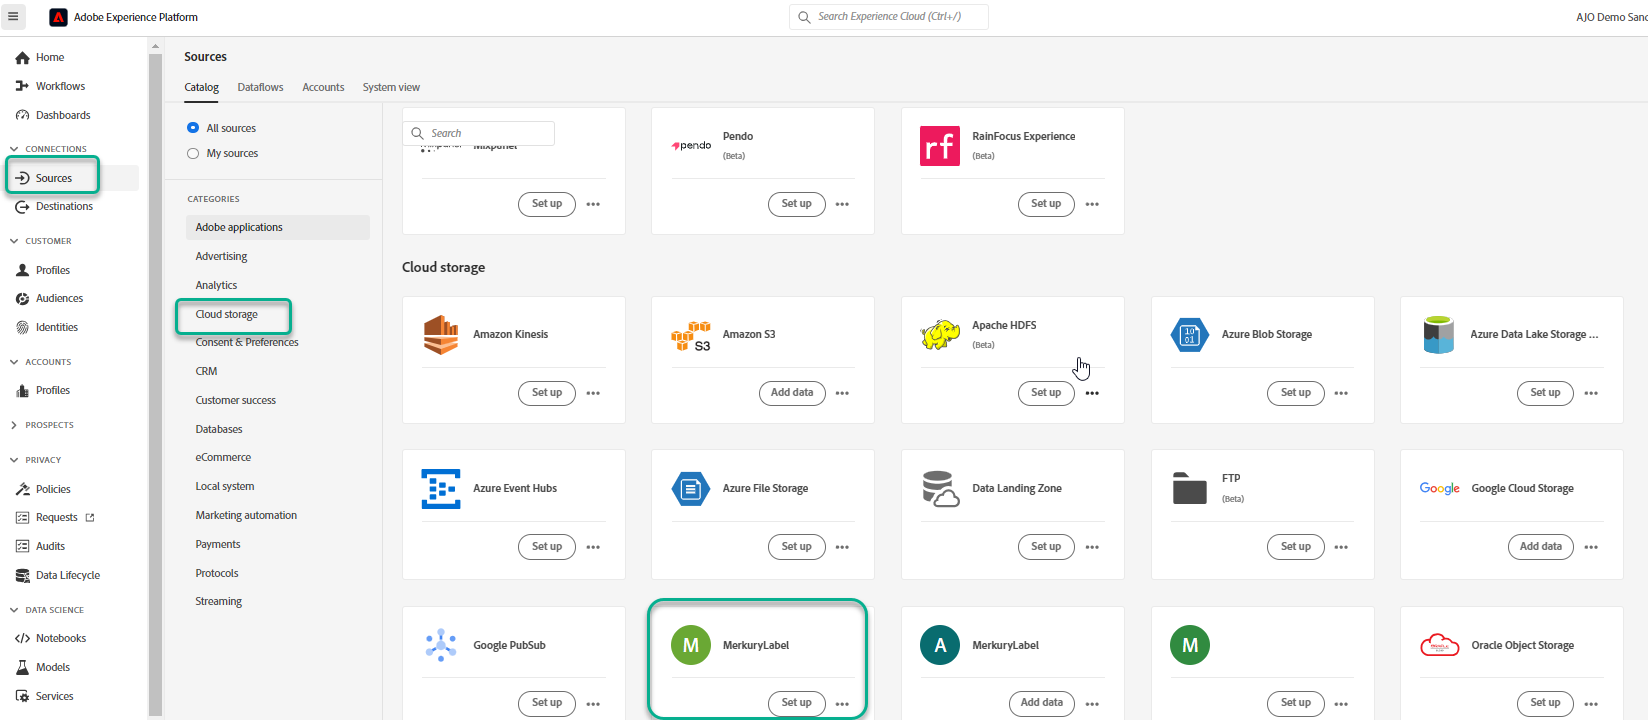 Adobe Experience Platform
Search Experience Cloud (Ctrl+/)
AJO Demo Sand
Home
Workflows
Dashboards
CONNECTIONS
Sources
Destinations
CUSTOMER
Profiles
Audiences
Identities
ACCOUNTS
Profiles
PROSPECTS
PRIVACY
Policies
Requests
Audits
Data Lifecycle
DATA SCIENCE
Notebooks
Models
Services
Sources
Catalog Dataflows Accounts System view
All sources
My sources
CATEGORIES
Adobe applications
Advertising
Analytics
Cloud storage
Consent & Preferences
CRM
Customer success
Databases
eCommerce
Local system
Marketing automation
Payments
Protocols
Streaming
Search
pendo Pendo
(Beta)
rf RainFocus Experience
(Beta)
Set up Set up Set up
Cloud storage
Amazon Kinesis
S3 Amazon S3
Apache HDFS
(Beta)
10 01 Azure Blob Storage
Azure Data Lake Storage ...
Set up Add data Set up Set up Set up
Azure Event Hubs
Azure File Storage
Data Landing Zone
FTP
(Beta)
Google Google Cloud Storage
Set up Set up Set up Set up Add data
Google PubSub
M MerkuryLabel
A MerkuryLabel
M
Oracle Object Storage
Set up Set up Add data Set up Set up